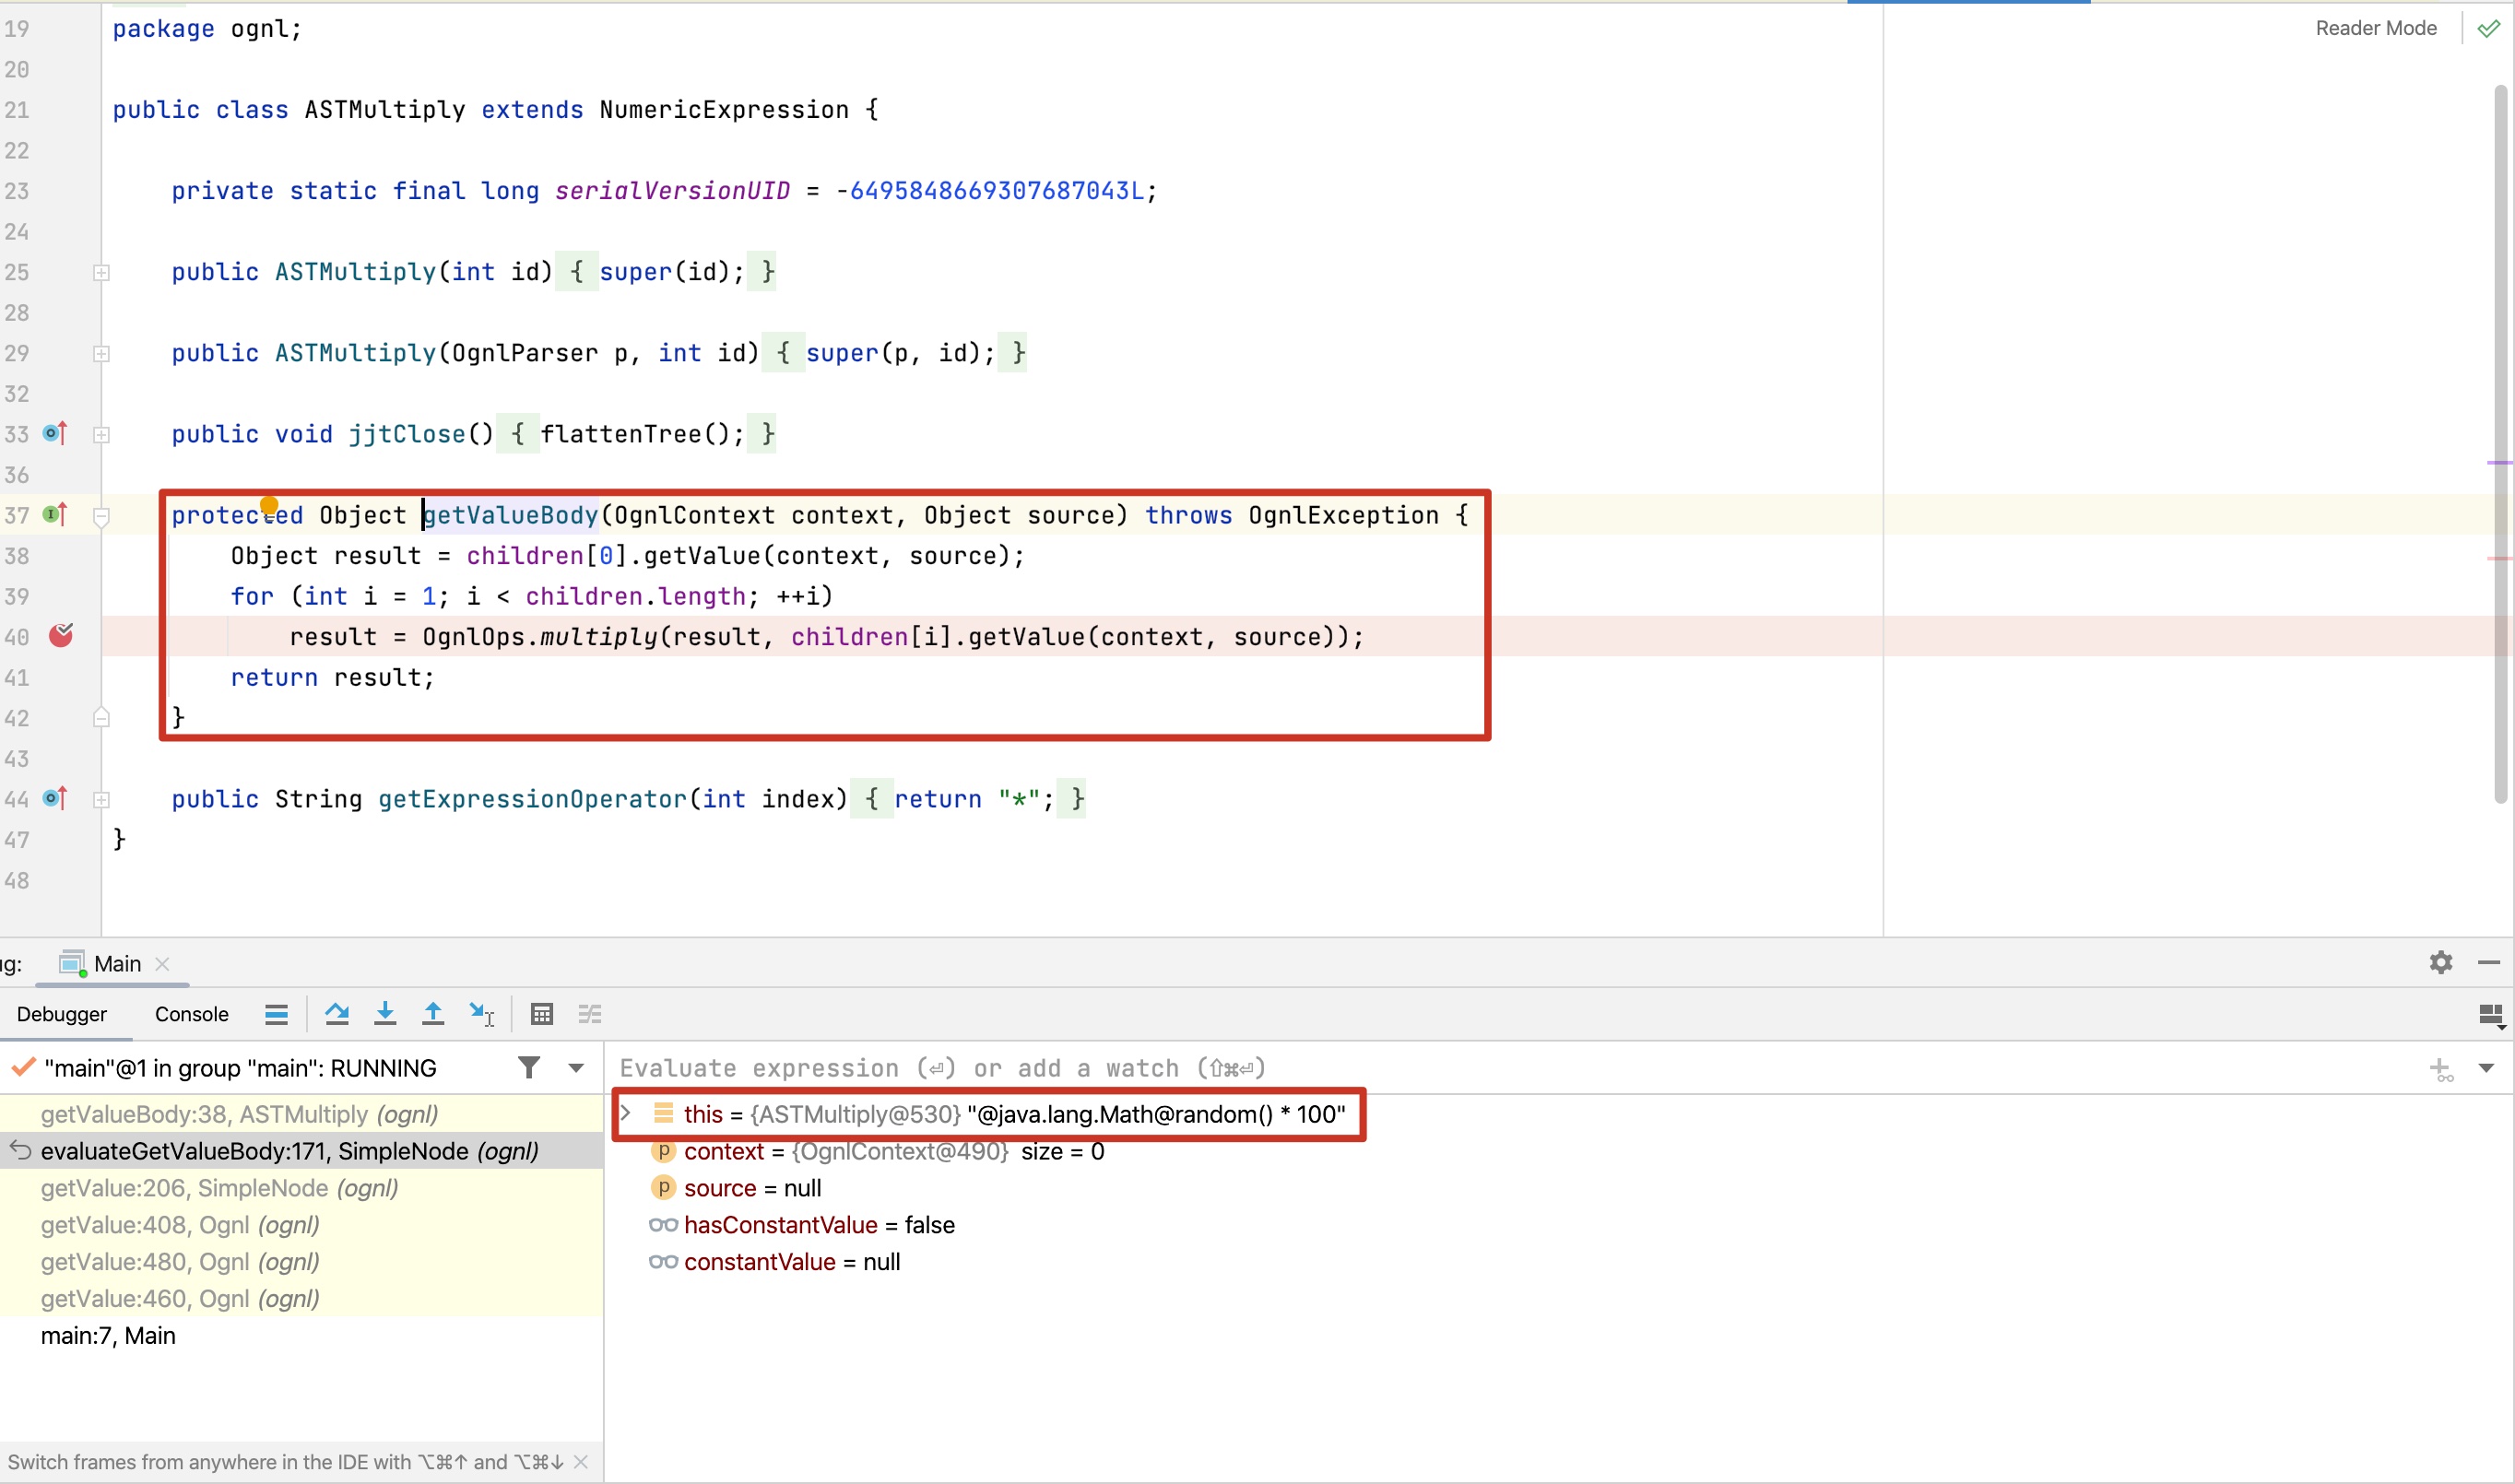 19 package ognl;
Reader Mode
20
21 public class ASTMultiply extends NumericExpression {
22
23 private static final long serialVersionUID = -6495848669307687043L;
24
25 public ASTMultiply(int id) { super(id); }
28
29 public ASTMultiply(OgnlParser p, int id) { super(p, id); }
32
33 public void jjtClose() { flattenTree(); }
36
37 protected Object getValueBody(OgnlContext context, Object source) throws OgnlException {
38 Object result = children[0].getValue(context, source);
39 for (int i = 1; i < children.length; ++i)
40 result = OgnlOps.multiply(result, children[i].getValue(context, source));
41 return result;
42 }
43
44 public String getExpressionOperator(int index) { return "*"; }
47 }
48
ug: Main
Debugger Console
"main"@1 in group "main": RUNNING
getValueBody:38, ASTMultiply (ognl)
evaluateGetValueBody:171, SimpleNode (ognl)
getValue:206, SimpleNode (ognl)
getValue:408, Ognl (ognl)
getValue:480, Ognl (ognl)
getValue:460, Ognl (ognl)
main:7, Main
Switch frames from anywhere in the IDE with ⌥⌘↑ and ⌥⌘↓
Evaluate expression (⏎) or add a watch (⇧⌘⏎)
this = {ASTMultiply@530} "@java.lang.Math@random() * 100"
p context = {OgnlContext@490} size = 0
p source = null
hasConstantValue = false
constantValue = null